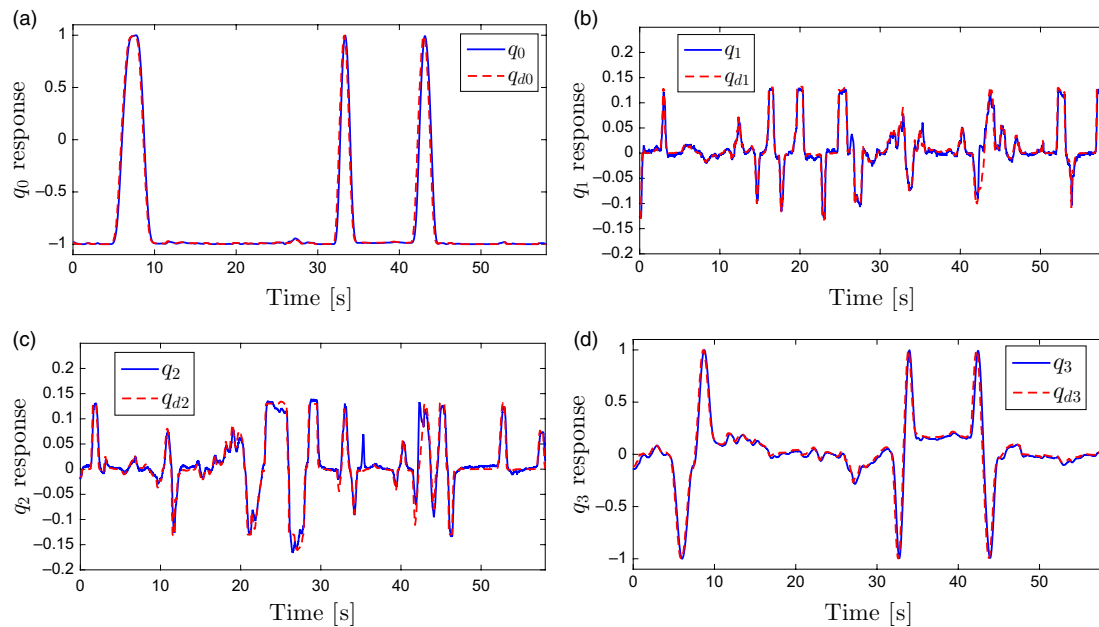 (a)
q0 response
1
0.5
0
−0.5
−1
q0
qd0
0 10 20 30 40 50
Time [s]
(b)
q1 response
0.2
0.15
0.1
0.05
0
−0.05
−0.1
−0.15
−0.2
q1
qd1
0 10 20 30 40 50
Time [s]
(c)
q2 response
0.2
0.15
0.1
0.05
0
−0.05
−0.1
−0.15
−0.2
q2
qd2
0 10 20 30 40 50
Time [s]
(d)
q3 response
1
0.5
0
−0.5
−1
q3
qd3
0 10 20 30 40 50
Time [s]